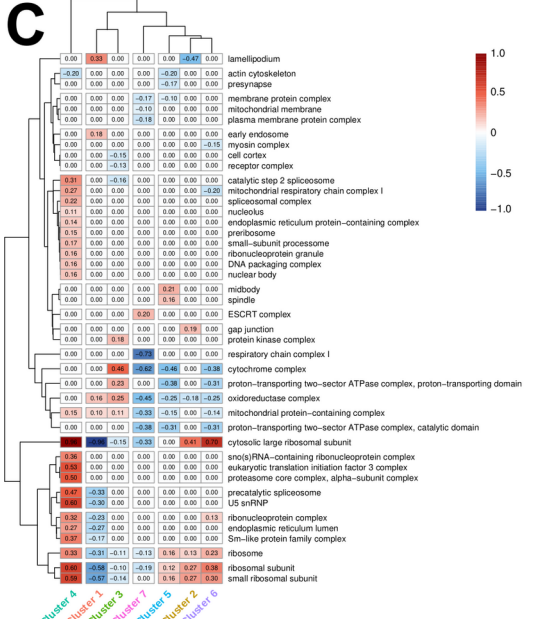 C
0.00 0.33 0.00 0.00 0.00 −0.47 0.00 lamellipodium
−0.20 0.00 0.00 0.00 −0.20 0.00 0.00 actin cytoskeleton
0.00 0.00 0.00 0.00 −0.17 0.00 0.00 presynapse
0.00 0.00 0.00 −0.17 −0.10 0.00 0.00 membrane protein complex
0.00 0.00 0.00 −0.10 0.00 0.00 0.00 mitochondrial membrane
0.00 0.00 0.00 −0.18 0.00 0.00 0.00 plasma membrane protein complex
0.00 0.18 0.00 0.00 0.00 0.00 0.00 early endosome
0.00 0.00 0.00 0.00 0.00 0.00 −0.15 myosin complex
0.00 0.00 −0.15 0.00 0.00 0.00 0.00 cell cortex
0.00 0.00 −0.13 0.00 0.00 0.00 0.00 receptor complex
0.31 0.00 −0.16 0.00 0.00 0.00 0.00 catalytic step 2 spliceosome
0.27 0.00 0.00 0.00 0.00 0.00 −0.20 mitochondrial respiratory chain complex I
0.22 0.00 0.00 0.00 0.00 0.00 0.00 spliceosomal complex
0.11 0.00 0.00 0.00 0.00 0.00 0.00 nucleolus
0.14 0.00 0.00 0.00 0.00 0.00 0.00 endoplasmic reticulum protein−containing complex
0.15 0.00 0.00 0.00 0.00 0.00 0.00 preribosome
0.17 0.00 0.00 0.00 0.00 0.00 0.00 small−subunit processome
0.16 0.00 0.00 0.00 0.00 0.00 0.00 ribonucleoprotein granule
0.16 0.00 0.00 0.00 0.00 0.00 0.00 DNA packaging complex
0.16 0.00 0.00 0.00 0.00 0.00 0.00 nuclear body
0.00 0.00 0.00 0.00 0.21 0.00 0.00 midbody
0.00 0.00 0.00 0.00 0.16 0.00 0.00 spindle
0.00 0.00 0.00 0.20 0.00 0.00 0.00 ESCRT complex
0.00 0.00 0.00 0.00 0.00 0.19 0.00 gap junction
0.00 0.00 0.18 0.00 0.00 0.00 0.00 protein kinase complex
0.00 0.00 0.00 −0.73 0.00 0.00 0.00 respiratory chain complex I
0.00 0.00 0.46 −0.62 −0.46 0.00 −0.38 cytochrome complex
0.00 0.00 0.23 0.00 −0.38 0.00 −0.31 proton−transporting two−sector ATPase complex, proton−transporting domain
0.00 0.16 0.25 −0.45 −0.25 −0.18 −0.25 oxidoreductase complex
0.15 0.10 0.11 −0.33 −0.15 0.00 −0.14 mitochondrial protein−containing complex
0.00 0.00 0.00 −0.38 −0.31 0.00 −0.31 proton−transporting two−sector ATPase complex, catalytic domain
−0.15 −0.33 0.00 0.41 0.70 cytosolic large ribosomal subunit
0.36 0.00 0.00 0.00 0.00 0.00 0.00 sno(s)RNA−containing ribonucleoprotein complex
0.53 0.00 0.00 0.00 0.00 0.00 0.00 eukaryotic translation initiation factor 3 complex
0.50 0.00 0.00 0.00 0.00 0.00 0.00 proteasome core complex, alpha−subunit complex
0.47 −0.33 0.00 0.00 0.00 0.00 0.00 precatalytic spliceosome
0.60 −0.30 0.00 0.00 0.00 0.00 0.00 U5 snRNP
0.32 −0.23 0.00 0.00 0.00 0.00 0.13 ribonucleoprotein complex
0.27 −0.27 0.00 0.00 0.00 0.00 0.00 endoplasmic reticulum lumen
0.37 −0.17 0.00 0.00 0.00 0.00 0.00 Sm−like protein family complex
0.33 −0.31 −0.11 −0.13 0.16 0.13 0.23 ribosome
0.60 −0.58 −0.10 −0.19 0.12 0.27 0.38 ribosomal subunit
0.59 −0.57 −0.14 0.00 0.16 0.27 0.30 small ribosomal subunit
luster 4 luster 1 luster 3 luster 7 luster 5 luster 2 luster 6
1.0
0.5
0
−0.5
−1.0